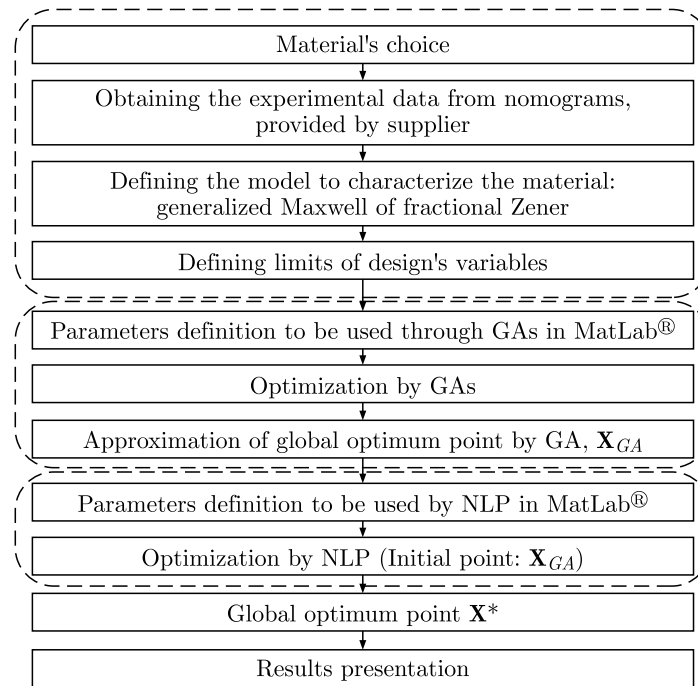 Material's choice
Obtaining the experimental data from nomograms,
provided by supplier
Defining the model to characterize the material:
generalized Maxwell of fractional Zener
Defining limits of design's variables
Parameters definition to be used through GAs in MatLab®
Optimization by GAs
Approximation of global optimum point by GA, X_GA
Parameters definition to be used by NLP in MatLab®
Optimization by NLP (Initial point: X_GA)
Global optimum point X*
Results presentation